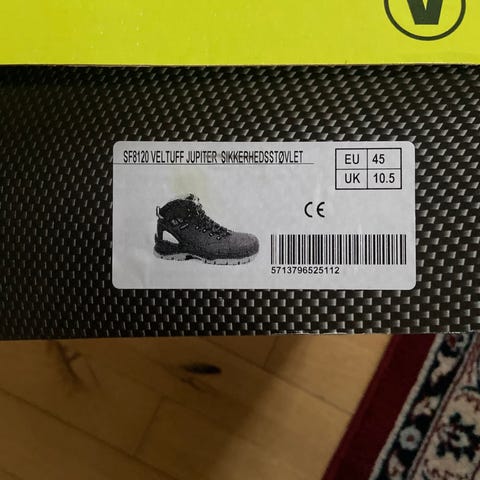 V
SF8120 VELTUFF JUPITER SIKKERHEDSSTØVLET
EU 45
UK 10.5
CE
5713796525112